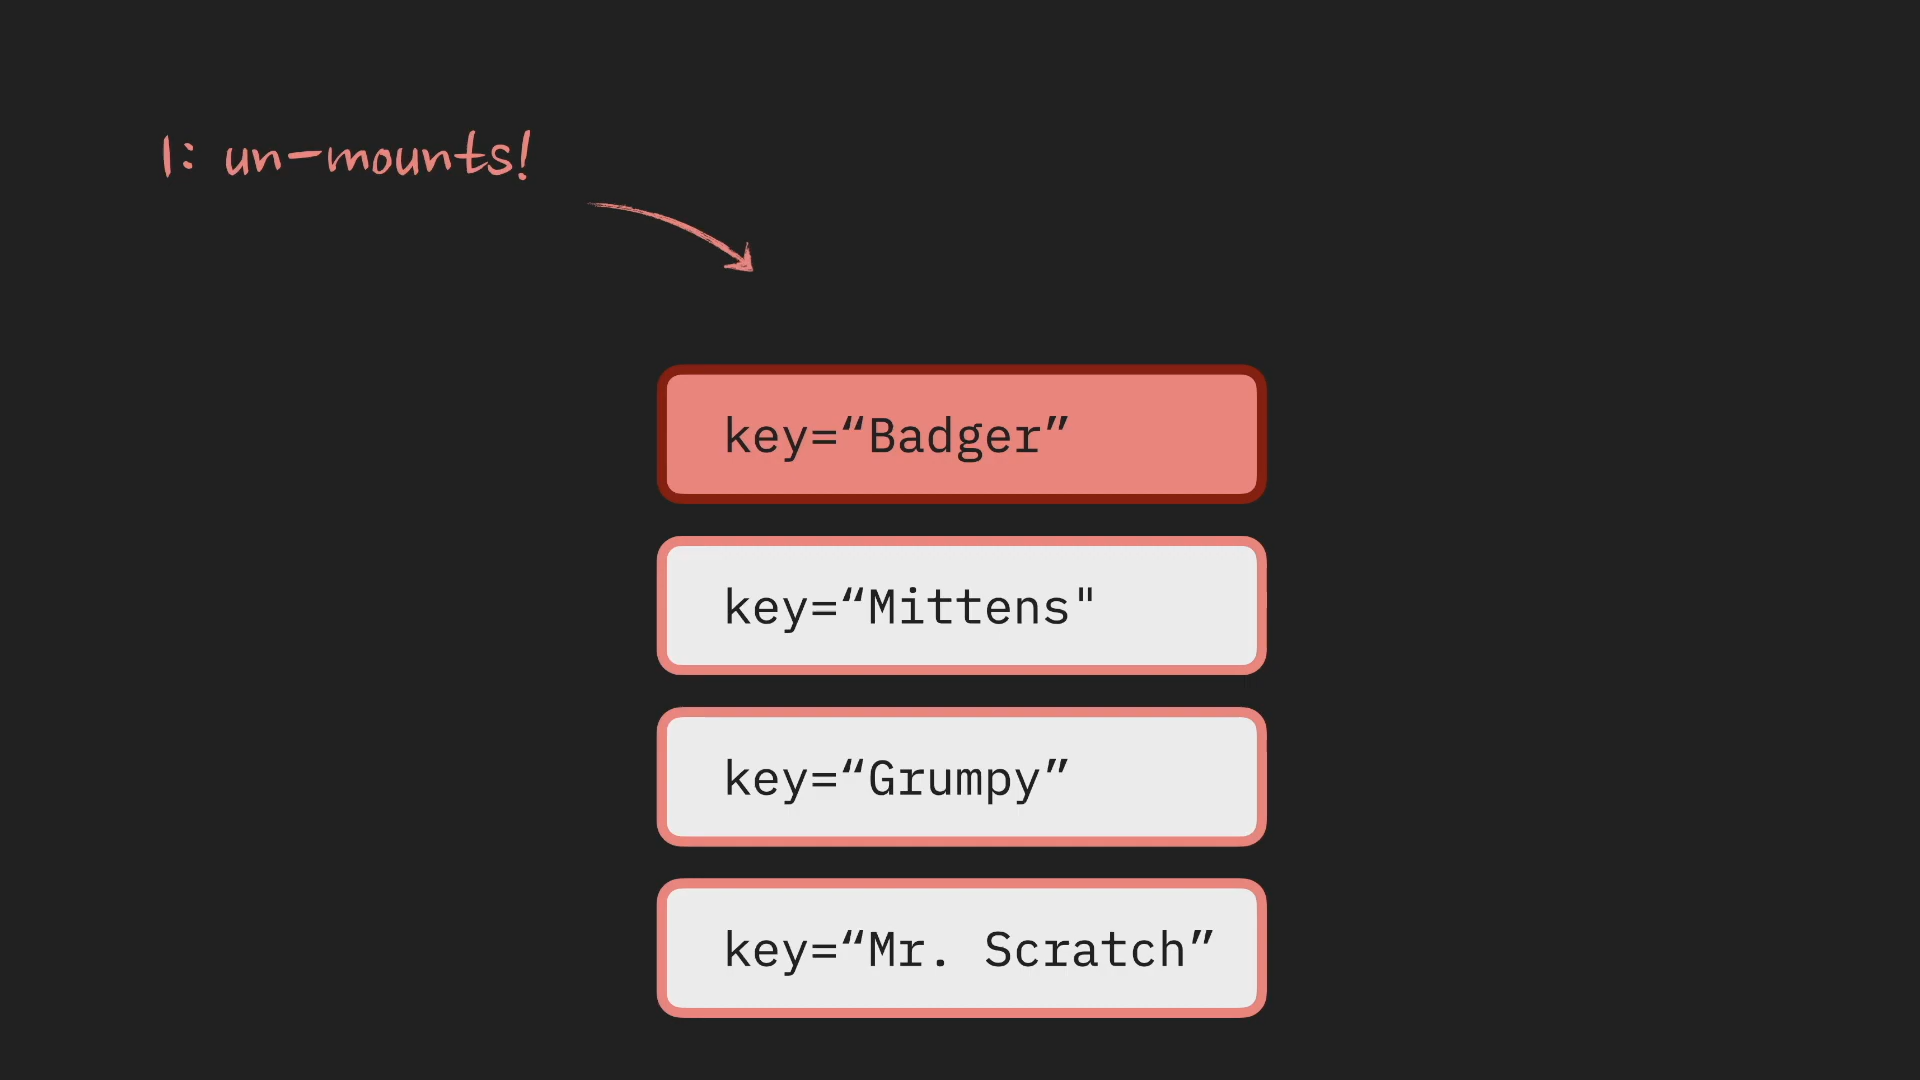 1: un-mounts!
key=“Badger”
key=“Mittens"
key=“Grumpy”
key=“Mr. Scratch”